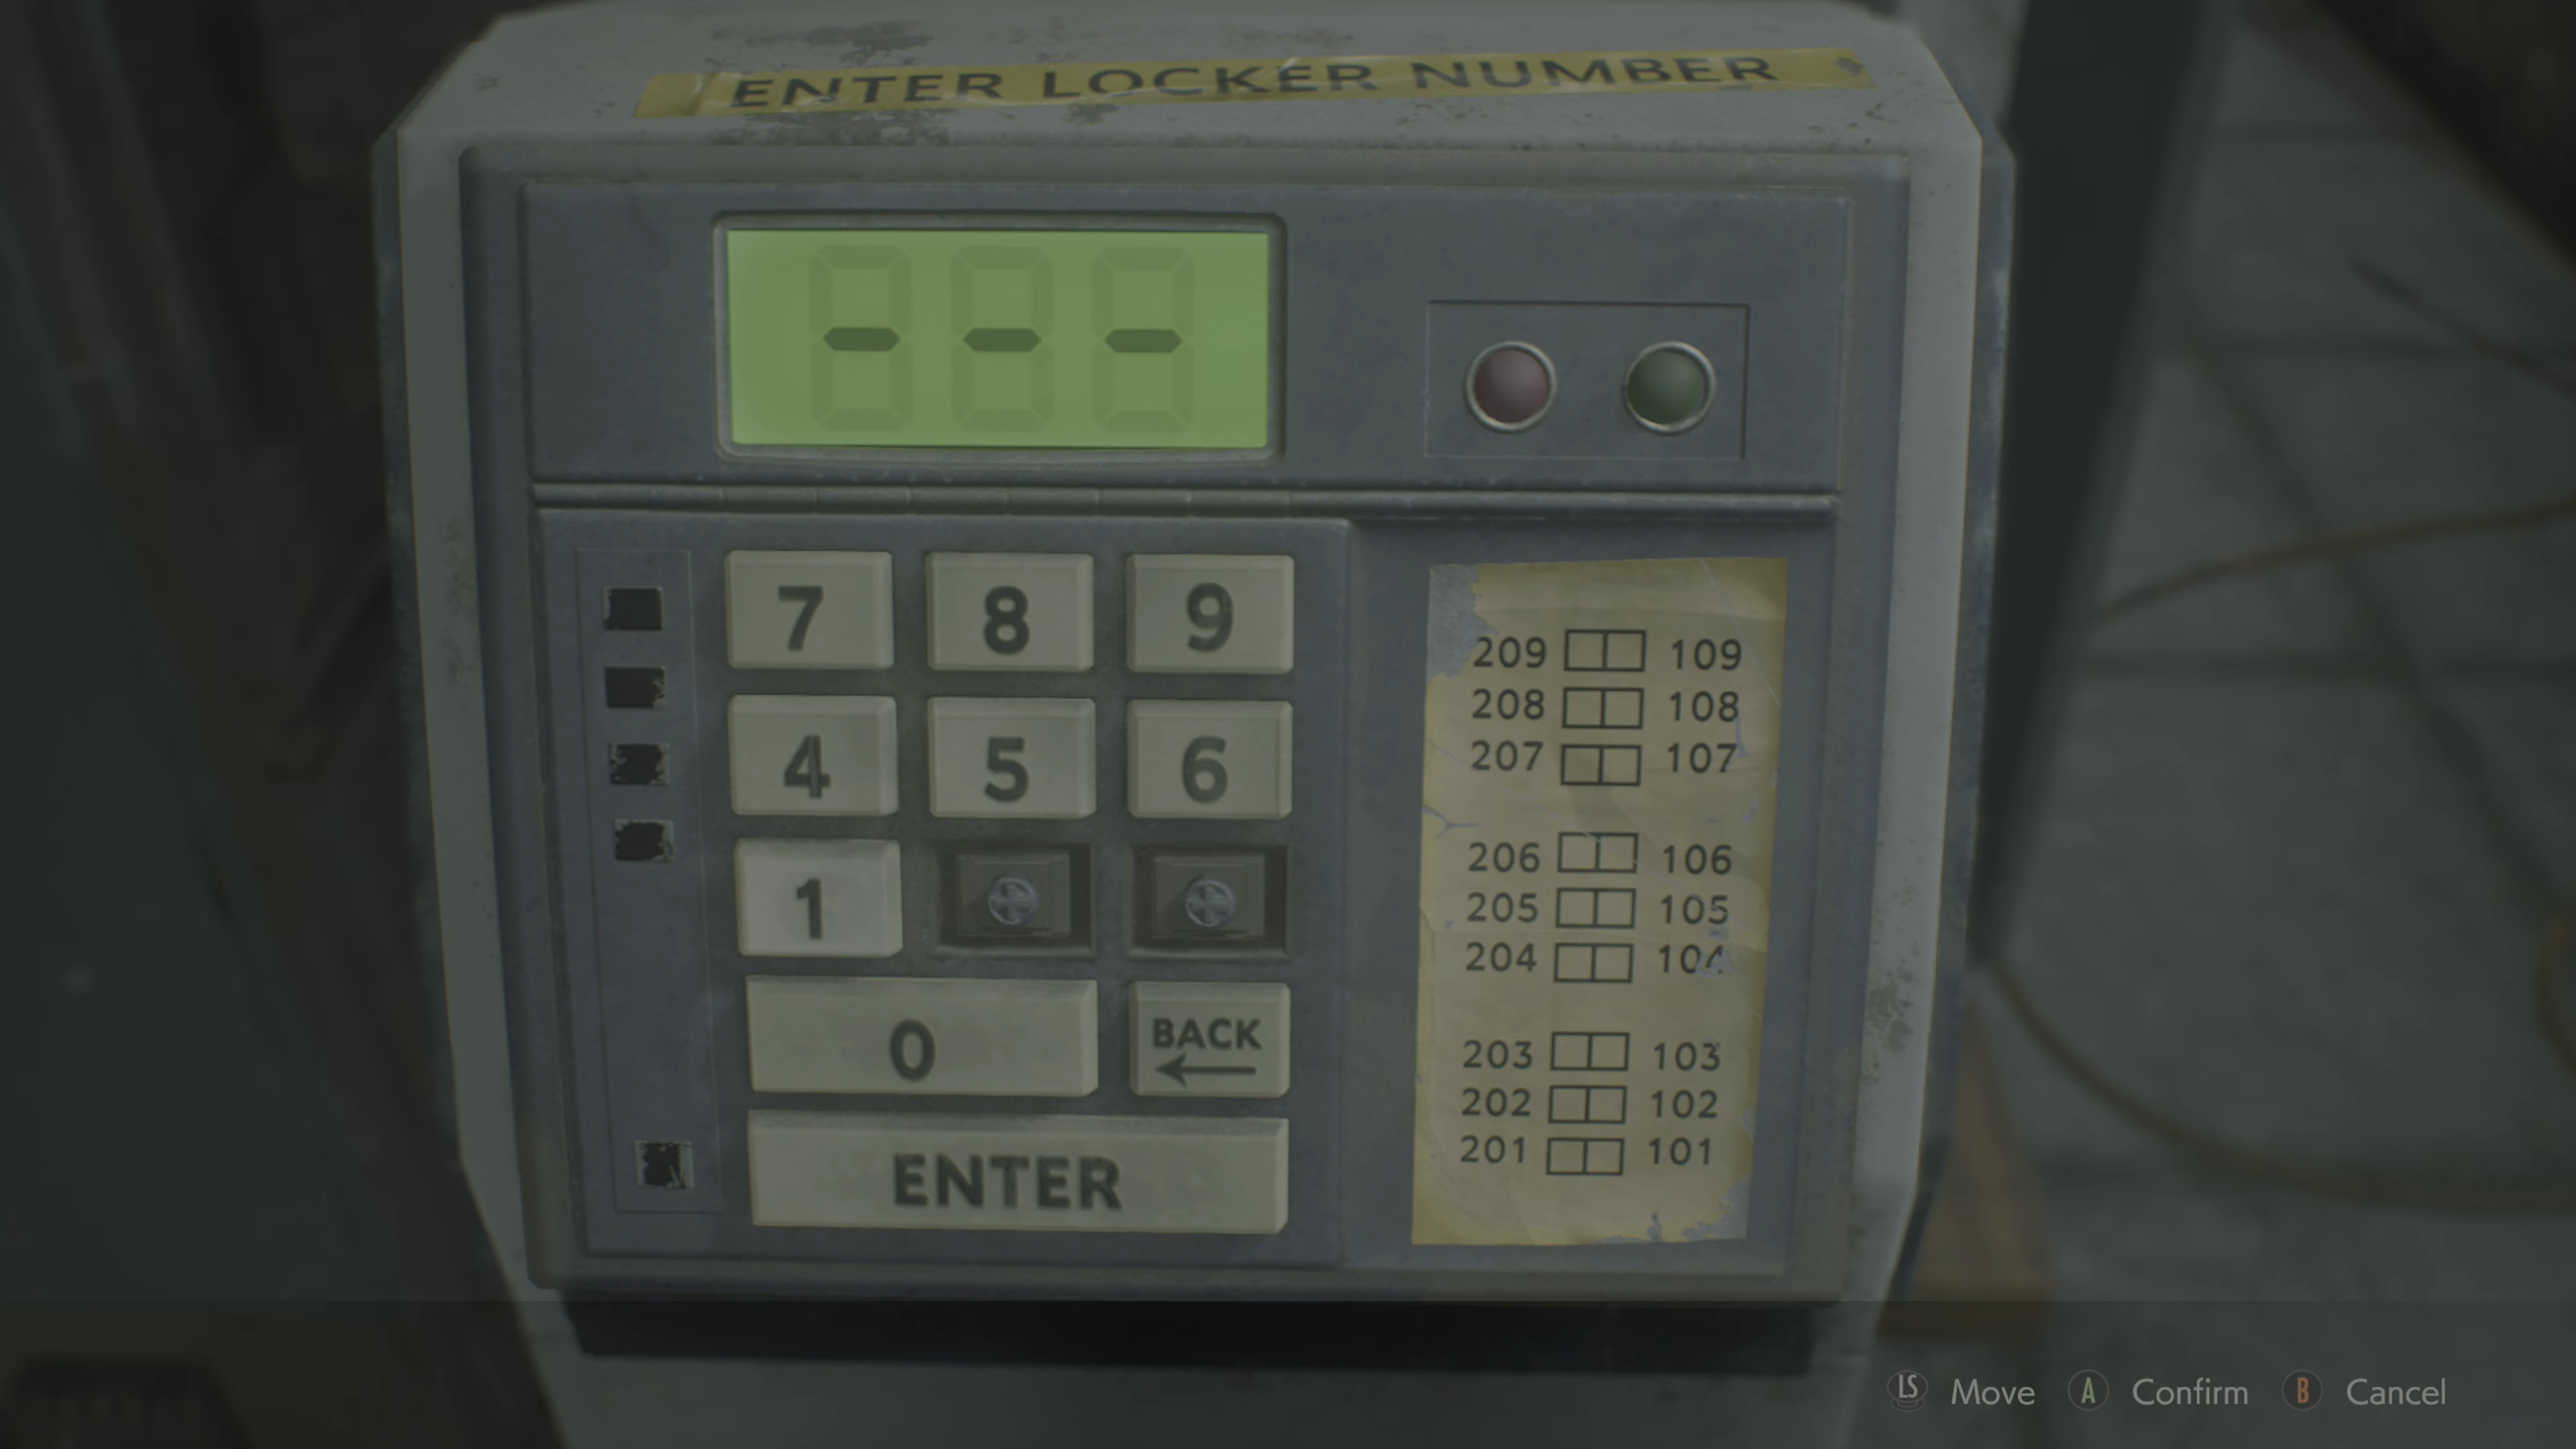 ENTER LOCKER NUMBER
7 8 9
4 5 6
1
0 BACK
ENTER
209 109
208 108
207 107
206 106
205 105
204 104
203 103
202 102
201 101
LS Move A Confirm B Cancel